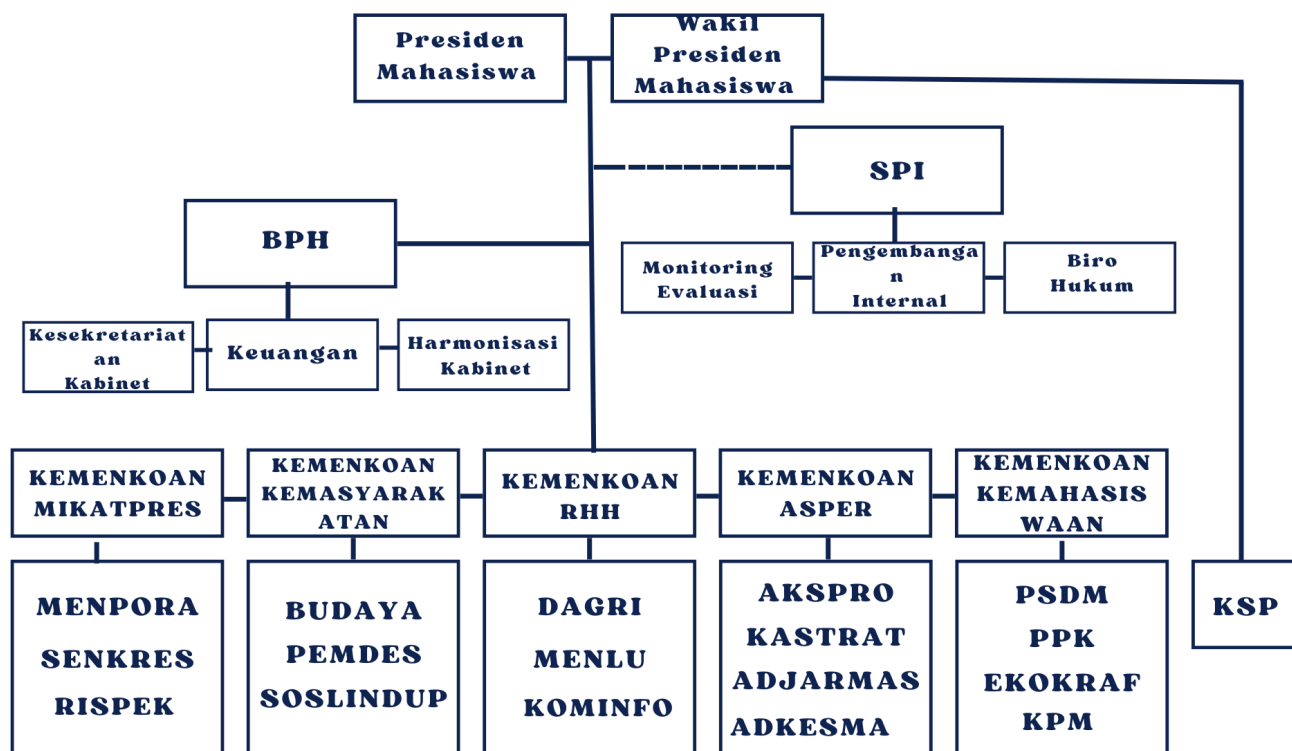 Presiden
Mahasiswa
Wakil
Presiden
Mahasiswa
SPI
BPH
Monitoring
Evaluasi
Pengembanga
n
Internal
Biro
Hukum
Kesekretariat
an
Kabinet
Keuangan
Harmonisasi
Kabinet
KEMENKOAN
MIKATPRES
KEMENKOAN
KEMASYARAK
ATAN
KEMENKOAN
RHH
KEMENKOAN
ASPER
KEMENKOAN
KEMAHASIS
WAAN
MENPORA
SENKRES
RISPEK
BUDAYA
PEMDES
SOSLINDUP
DAGRI
MENLU
KOMINFO
AKSPRO
KASTRAT
ADJARMAS
ADKESMA
PSDM
PPK
EKOKRAF
KPM
KSP